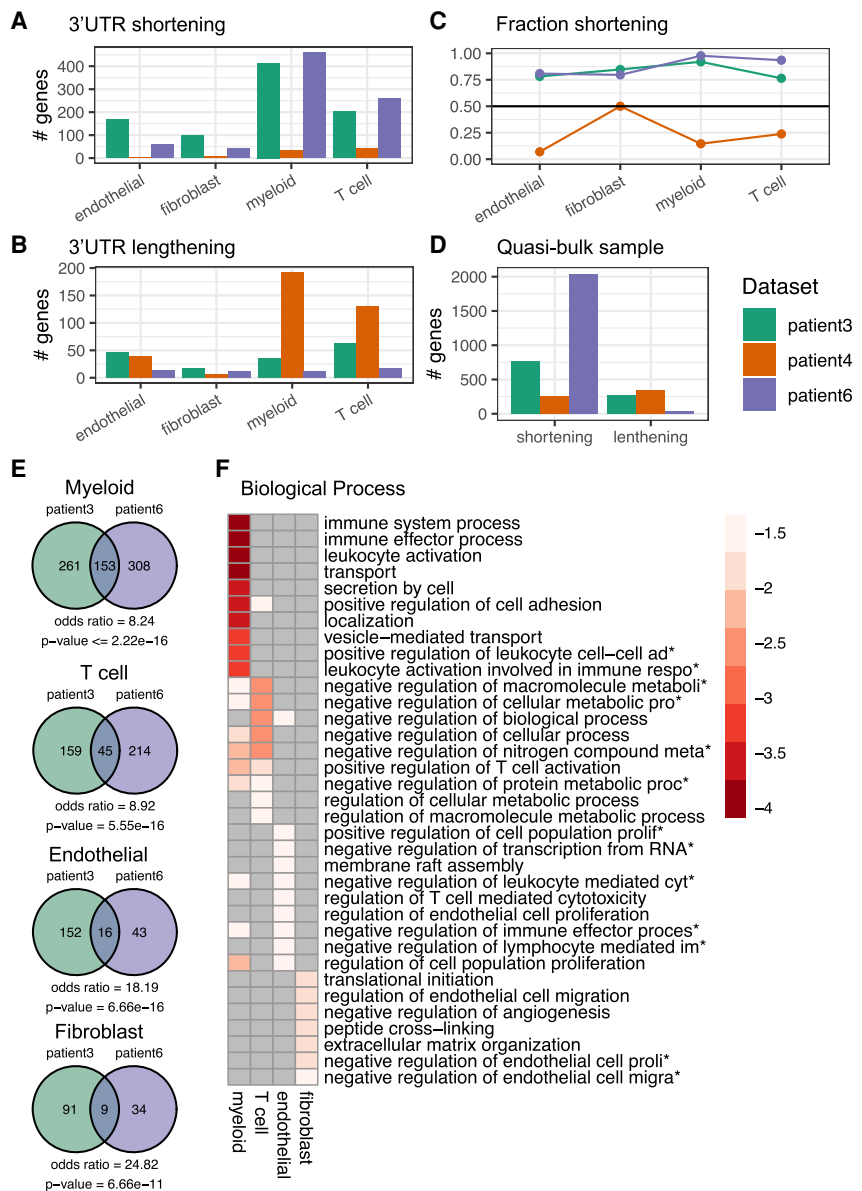 A 3'UTR shortening
# genes
400
300
200
100
0
endothelial
fibroblast
myeloid
T cell
C Fraction shortening
1.00
0.75
0.50
0.25
0.00
endothelial
fibroblast
myeloid
T cell
B 3'UTR lengthening
# genes
200
150
100
50
0
endothelial
fibroblast
myeloid
T cell
D Quasi-bulk sample
# genes
2000
1500
1000
500
0
shortening
lenthening
Dataset
patient3
patient4
patient6
E
Myeloid
patient3 patient6
261 153 308
odds ratio = 8.24
p-value <= 2.22e-16
T cell
patient3 patient6
159 45 214
odds ratio = 8.92
p-value = 5.55e-16
Endothelial
patient3 patient6
152 16 43
odds ratio = 18.19
p-value = 6.66e-16
Fibroblast
patient3 patient6
91 9 34
odds ratio = 24.82
p-value = 6.66e-11
F Biological Process
immune system process
immune effector process
leukocyte activation
transport
secretion by cell
positive regulation of cell adhesion
localization
vesicle-mediated transport
positive regulation of leukocyte cell-cell ad*
leukocyte activation involved in immune respo*
negative regulation of macromolecule metaboli*
negative regulation of cellular metabolic pro*
negative regulation of biological process
negative regulation of cellular process
negative regulation of nitrogen compound meta*
positive regulation of T cell activation
negative regulation of protein metabolic proc*
regulation of cellular metabolic process
regulation of macromolecule metabolic process
positive regulation of cell population prolif*
negative regulation of transcription from RNA*
membrane raft assembly
negative regulation of leukocyte mediated cyt*
regulation of T cell mediated cytotoxicity
regulation of endothelial cell proliferation
negative regulation of immune effector proces*
negative regulation of lymphocyte mediated im*
regulation of cell population proliferation
translational initiation
regulation of endothelial cell migration
negative regulation of angiogenesis
peptide cross-linking
extracellular matrix organization
negative regulation of endothelial cell proli*
negative regulation of endothelial cell migra*
myeloid
T cell
endothelial
fibroblast
-1.5
-2
-2.5
-3
-3.5
-4